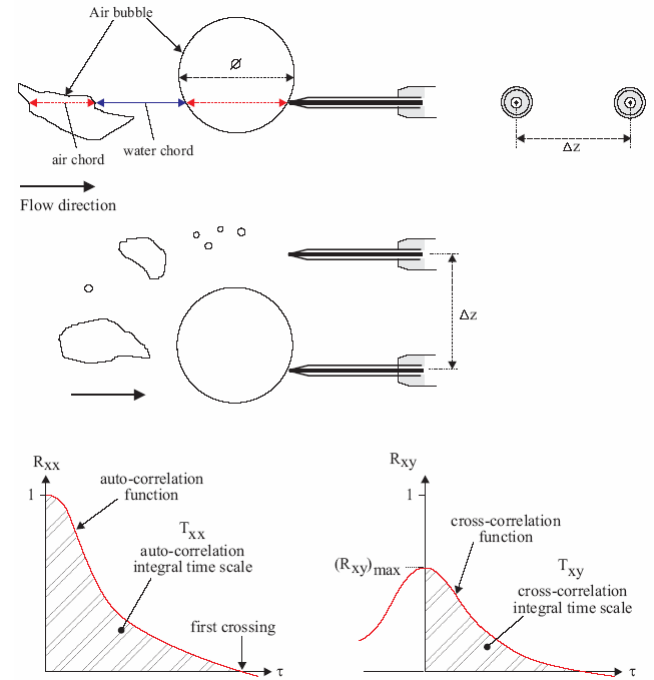 Air bubble
Ø
air chord
water chord
Δz
Flow direction
Δz
Rxx
1
auto-correlation
function
Txx
auto-correlation
integral time scale
first crossing
τ
Rxy
1
(Rxy)max
cross-correlation
function
Txy
cross-correlation
integral time scale
τ